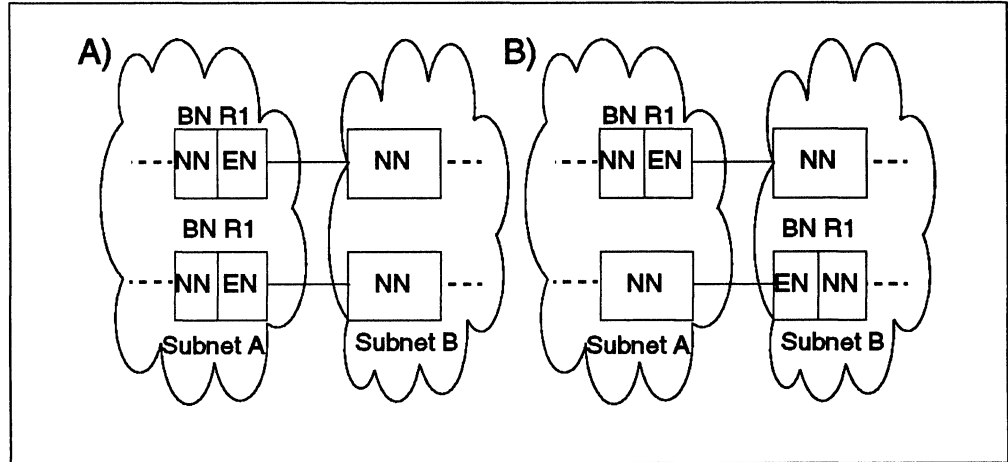 A)
BN R1
NN EN
NN
BN R1
NN EN
NN
Subnet A
Subnet B
B)
BN R1
NN EN
NN
BN R1
NN
EN NN
Subnet A
Subnet B